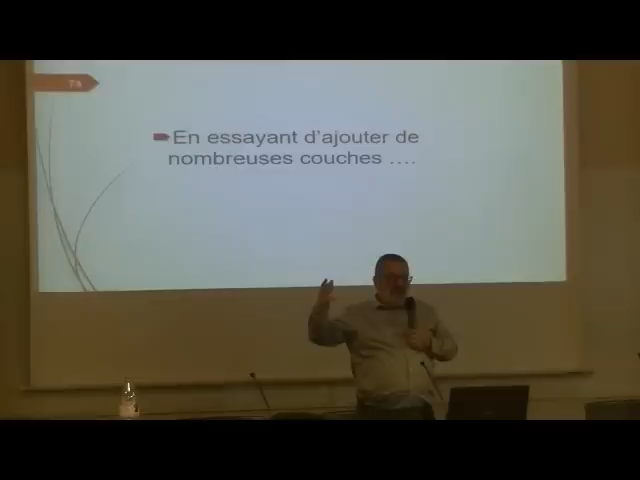 En essayant d'ajouter de
nombreuses couches ....